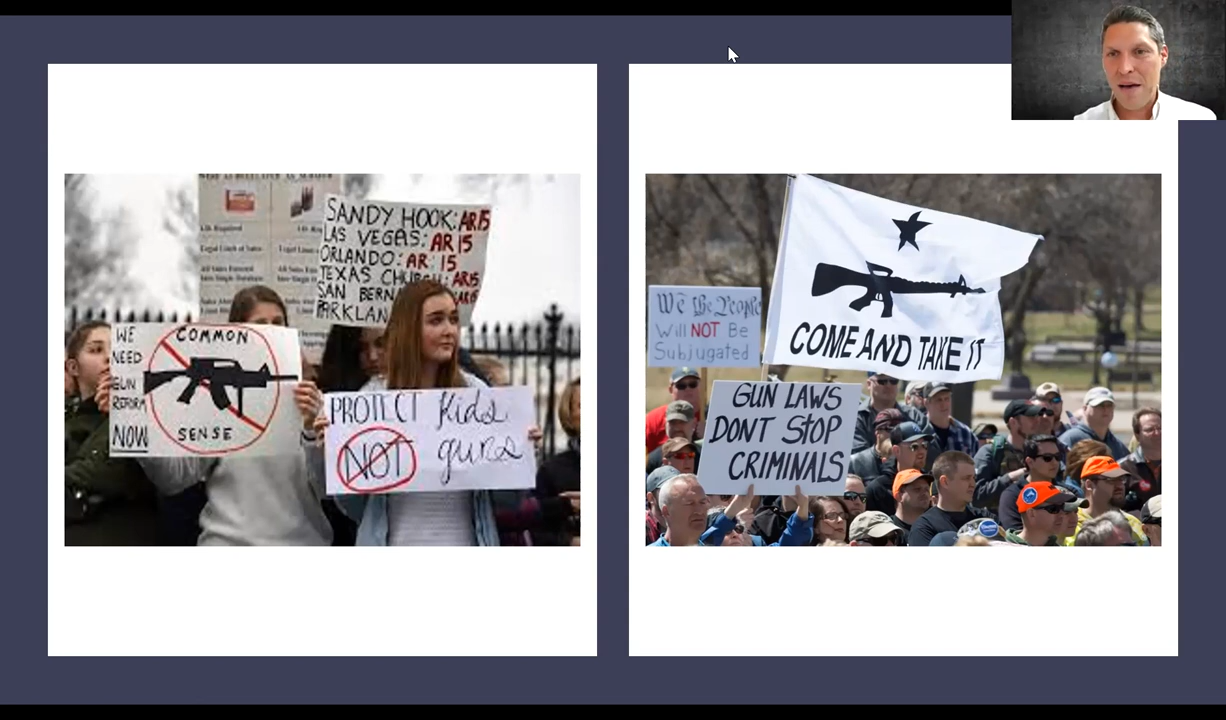 SANDY HOOK: AR15
LAS VEGAS: AR 15
ORLANDO: AR 15
TEXAS CHURCH: AR15
SAN BERN
PARKLAN
WE
NEED
GUN
REFORM
NOW
COMMON
SENSE
PROTECT Kids
NOT guns
We the People
Will NOT Be
Subjugated
COME AND TAKE IT
GUN LAWS
DONT STOP
CRIMINALS